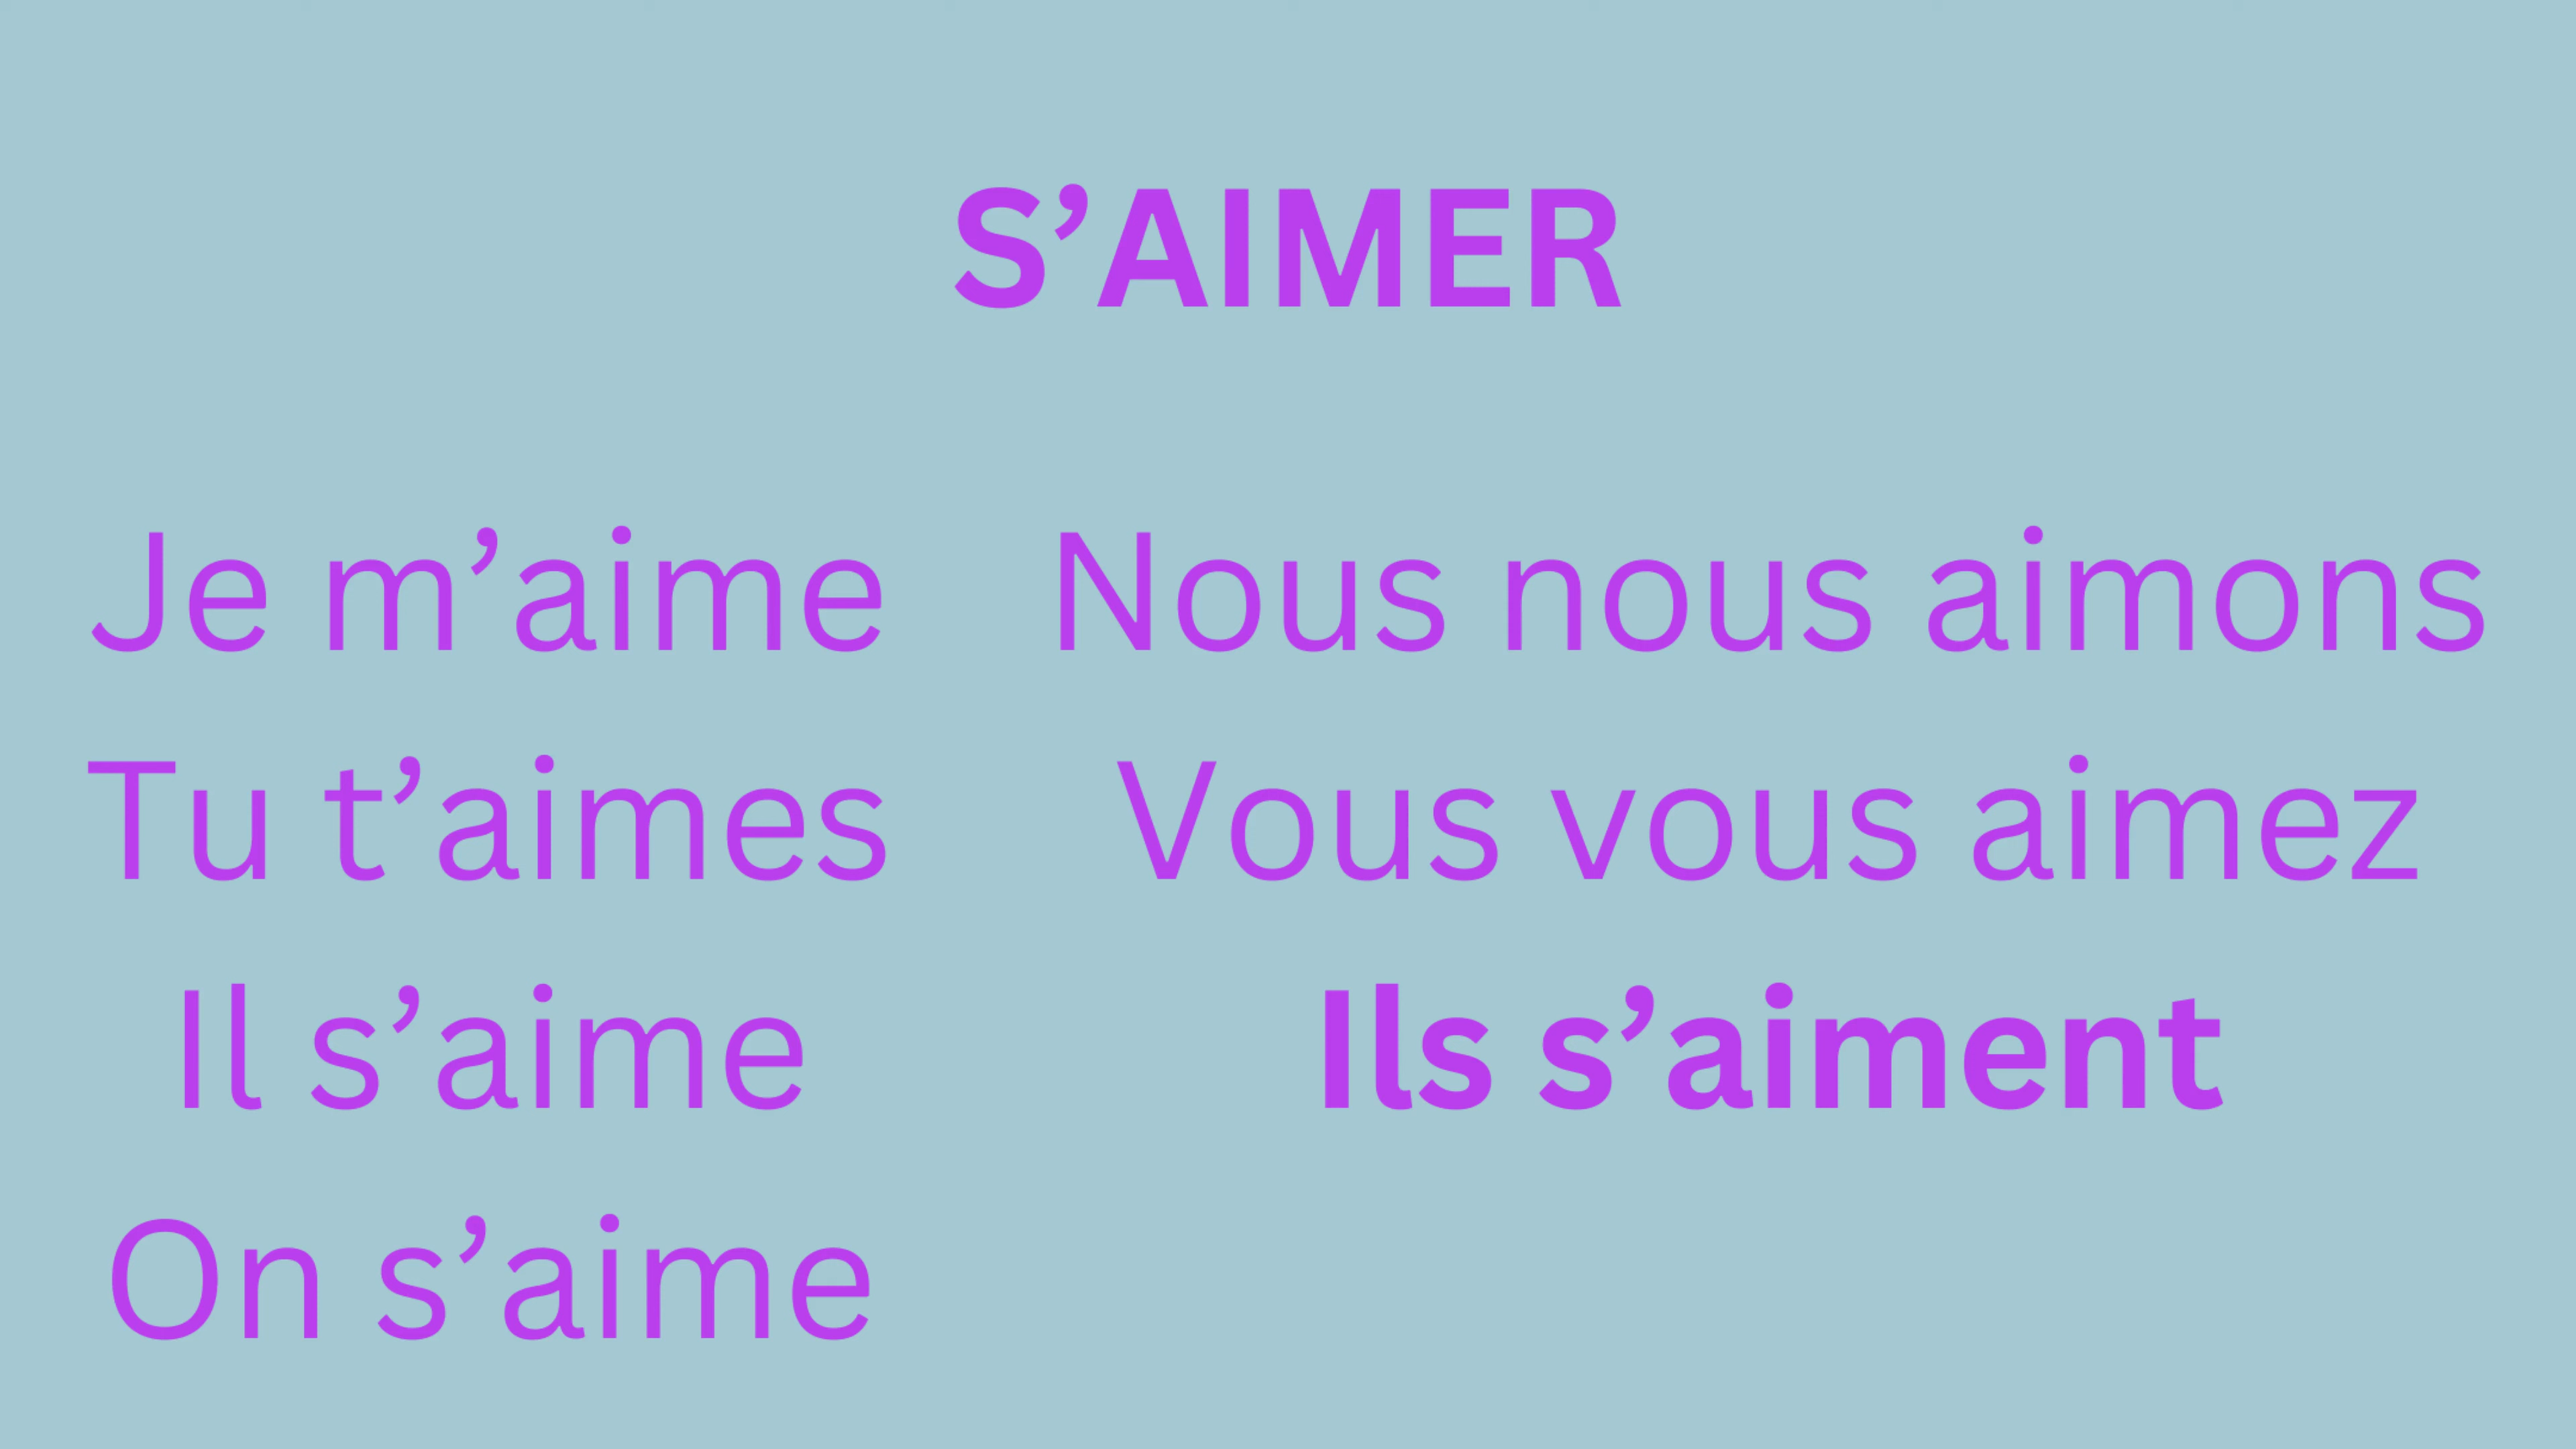 S’AIMER
Je m’aime
Tu t’aimes
Il s’aime
On s’aime
Nous nous aimons
Vous vous aimez
Ils s’aiment